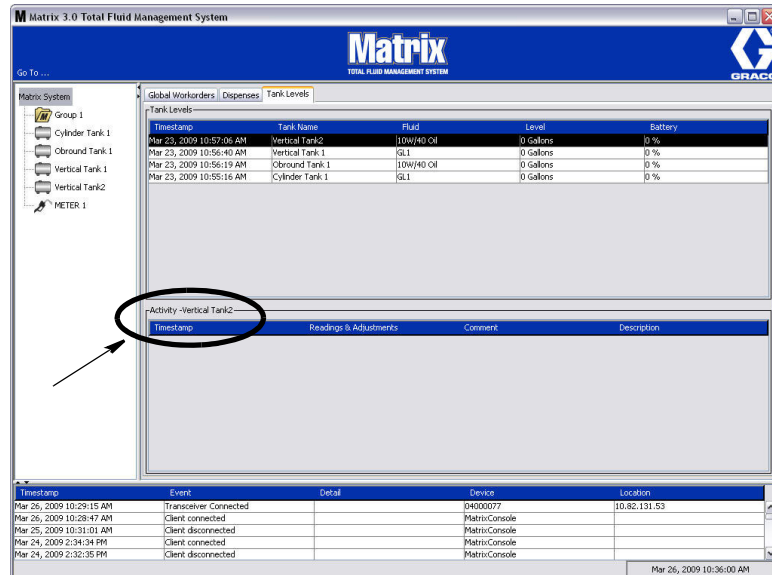 Matrix 3.0 Total Fluid Management System
Matrix
TOTAL FLUID MANAGEMENT SYSTEM
GRACO
Go To ...
Matrix System
Group 1
Cylinder Tank 1
Obround Tank 1
Vertical Tank 1
Vertical Tank2
METER 1
Global Workorders Dispenses Tank Levels
Tank Levels
Timestamp Tank Name Fluid Level Battery
Mar 23, 2009 10:57:06 AM Vertical Tank2 10W/40 Oil 0 Gallons 0 %
Mar 23, 2009 10:56:40 AM Vertical Tank 1 GL1 0 Gallons 0 %
Mar 23, 2009 10:56:19 AM Obround Tank 1 10W/40 Oil 0 Gallons 0 %
Mar 23, 2009 10:55:16 AM Cylinder Tank 1 GL1 0 Gallons 0 %
Activity -Vertical Tank2
Timestamp Readings & Adjustments Comment Description
Timestamp Event Detail Device Location
Mar 26, 2009 10:29:15 AM Transceiver Connected 04000077 10.82.131.53
Mar 26, 2009 10:28:47 AM Client connected MatrixConsole
Mar 25, 2009 10:31:01 AM Client disconnected MatrixConsole
Mar 24, 2009 2:34:34 PM Client connected MatrixConsole
Mar 24, 2009 2:32:35 PM Client disconnected MatrixConsole
Mar 26, 2009 10:36:00 AM